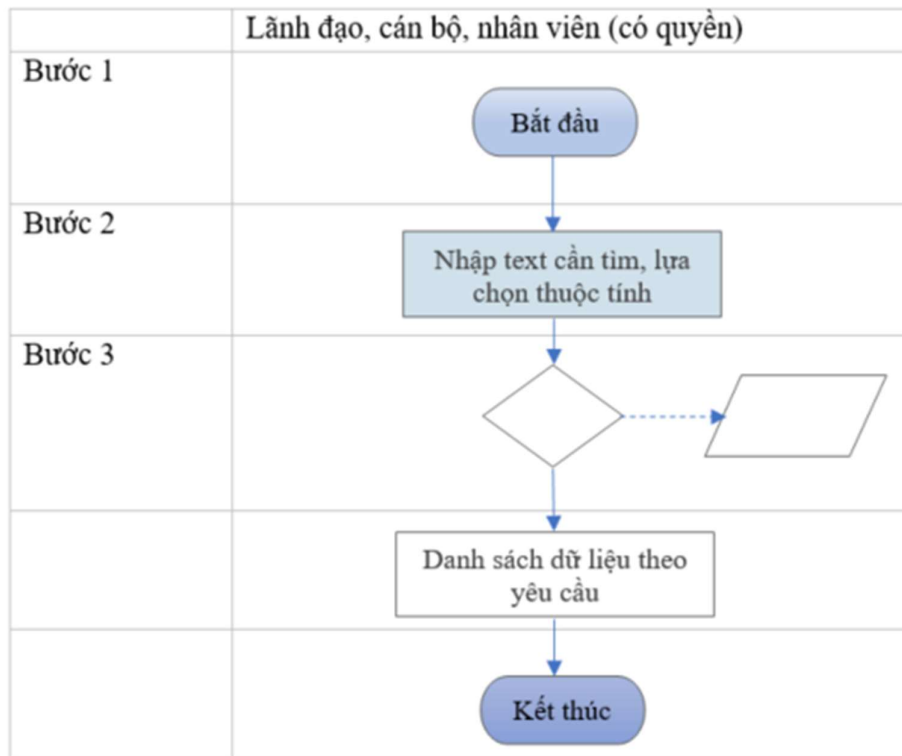 Lãnh đạo, cán bộ, nhân viên (có quyền)
Bước 1
Bắt đầu
Bước 2
Nhập text cần tìm, lựa
chọn thuộc tính
Bước 3
Danh sách dữ liệu theo
yêu cầu
Kết thúc